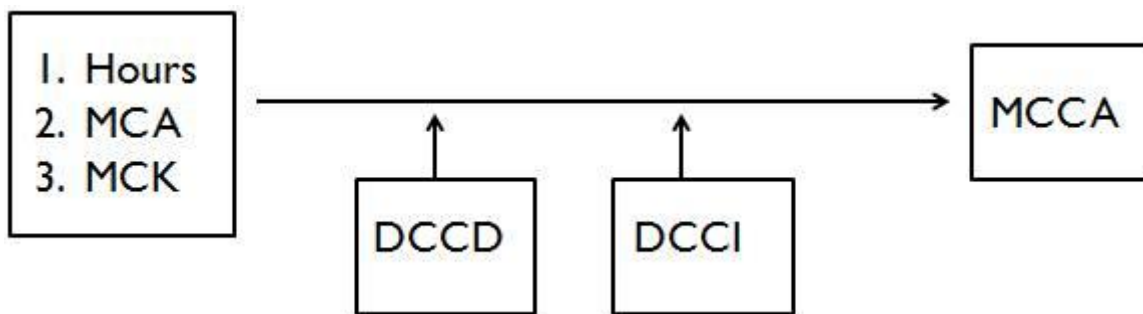 1. Hours
2. MCA
3. MCK
MCCA
DCCD
DCCI